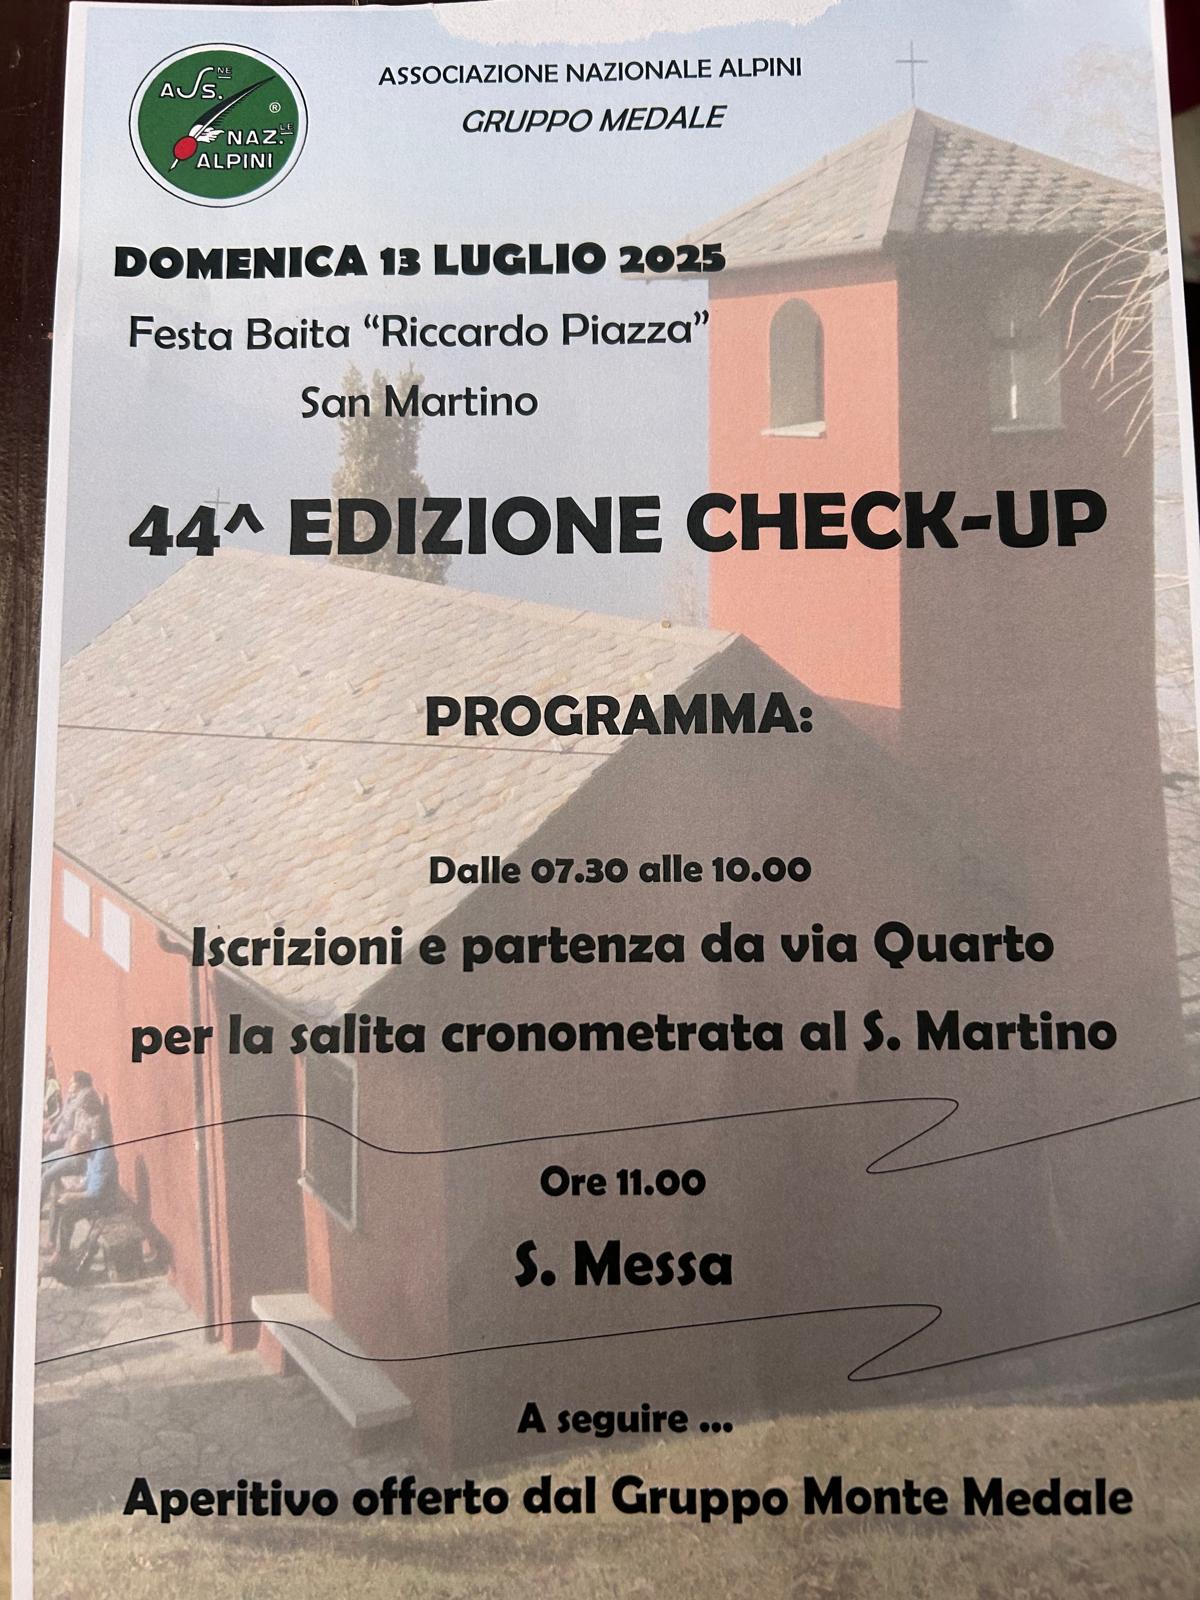 ASS.NE
NAZ.LE
ALPINI
®
ASSOCIAZIONE NAZIONALE ALPINI
GRUPPO MEDALE
DOMENICA 13 LUGLIO 2025
Festa Baita “Riccardo Piazza”
San Martino
44^ EDIZIONE CHECK-UP
PROGRAMMA:
Dalle 07.30 alle 10.00
Iscrizioni e partenza da via Quarto
per la salita cronometrata al S. Martino
Ore 11.00
S. Messa
A seguire ...
Aperitivo offerto dal Gruppo Monte Medale